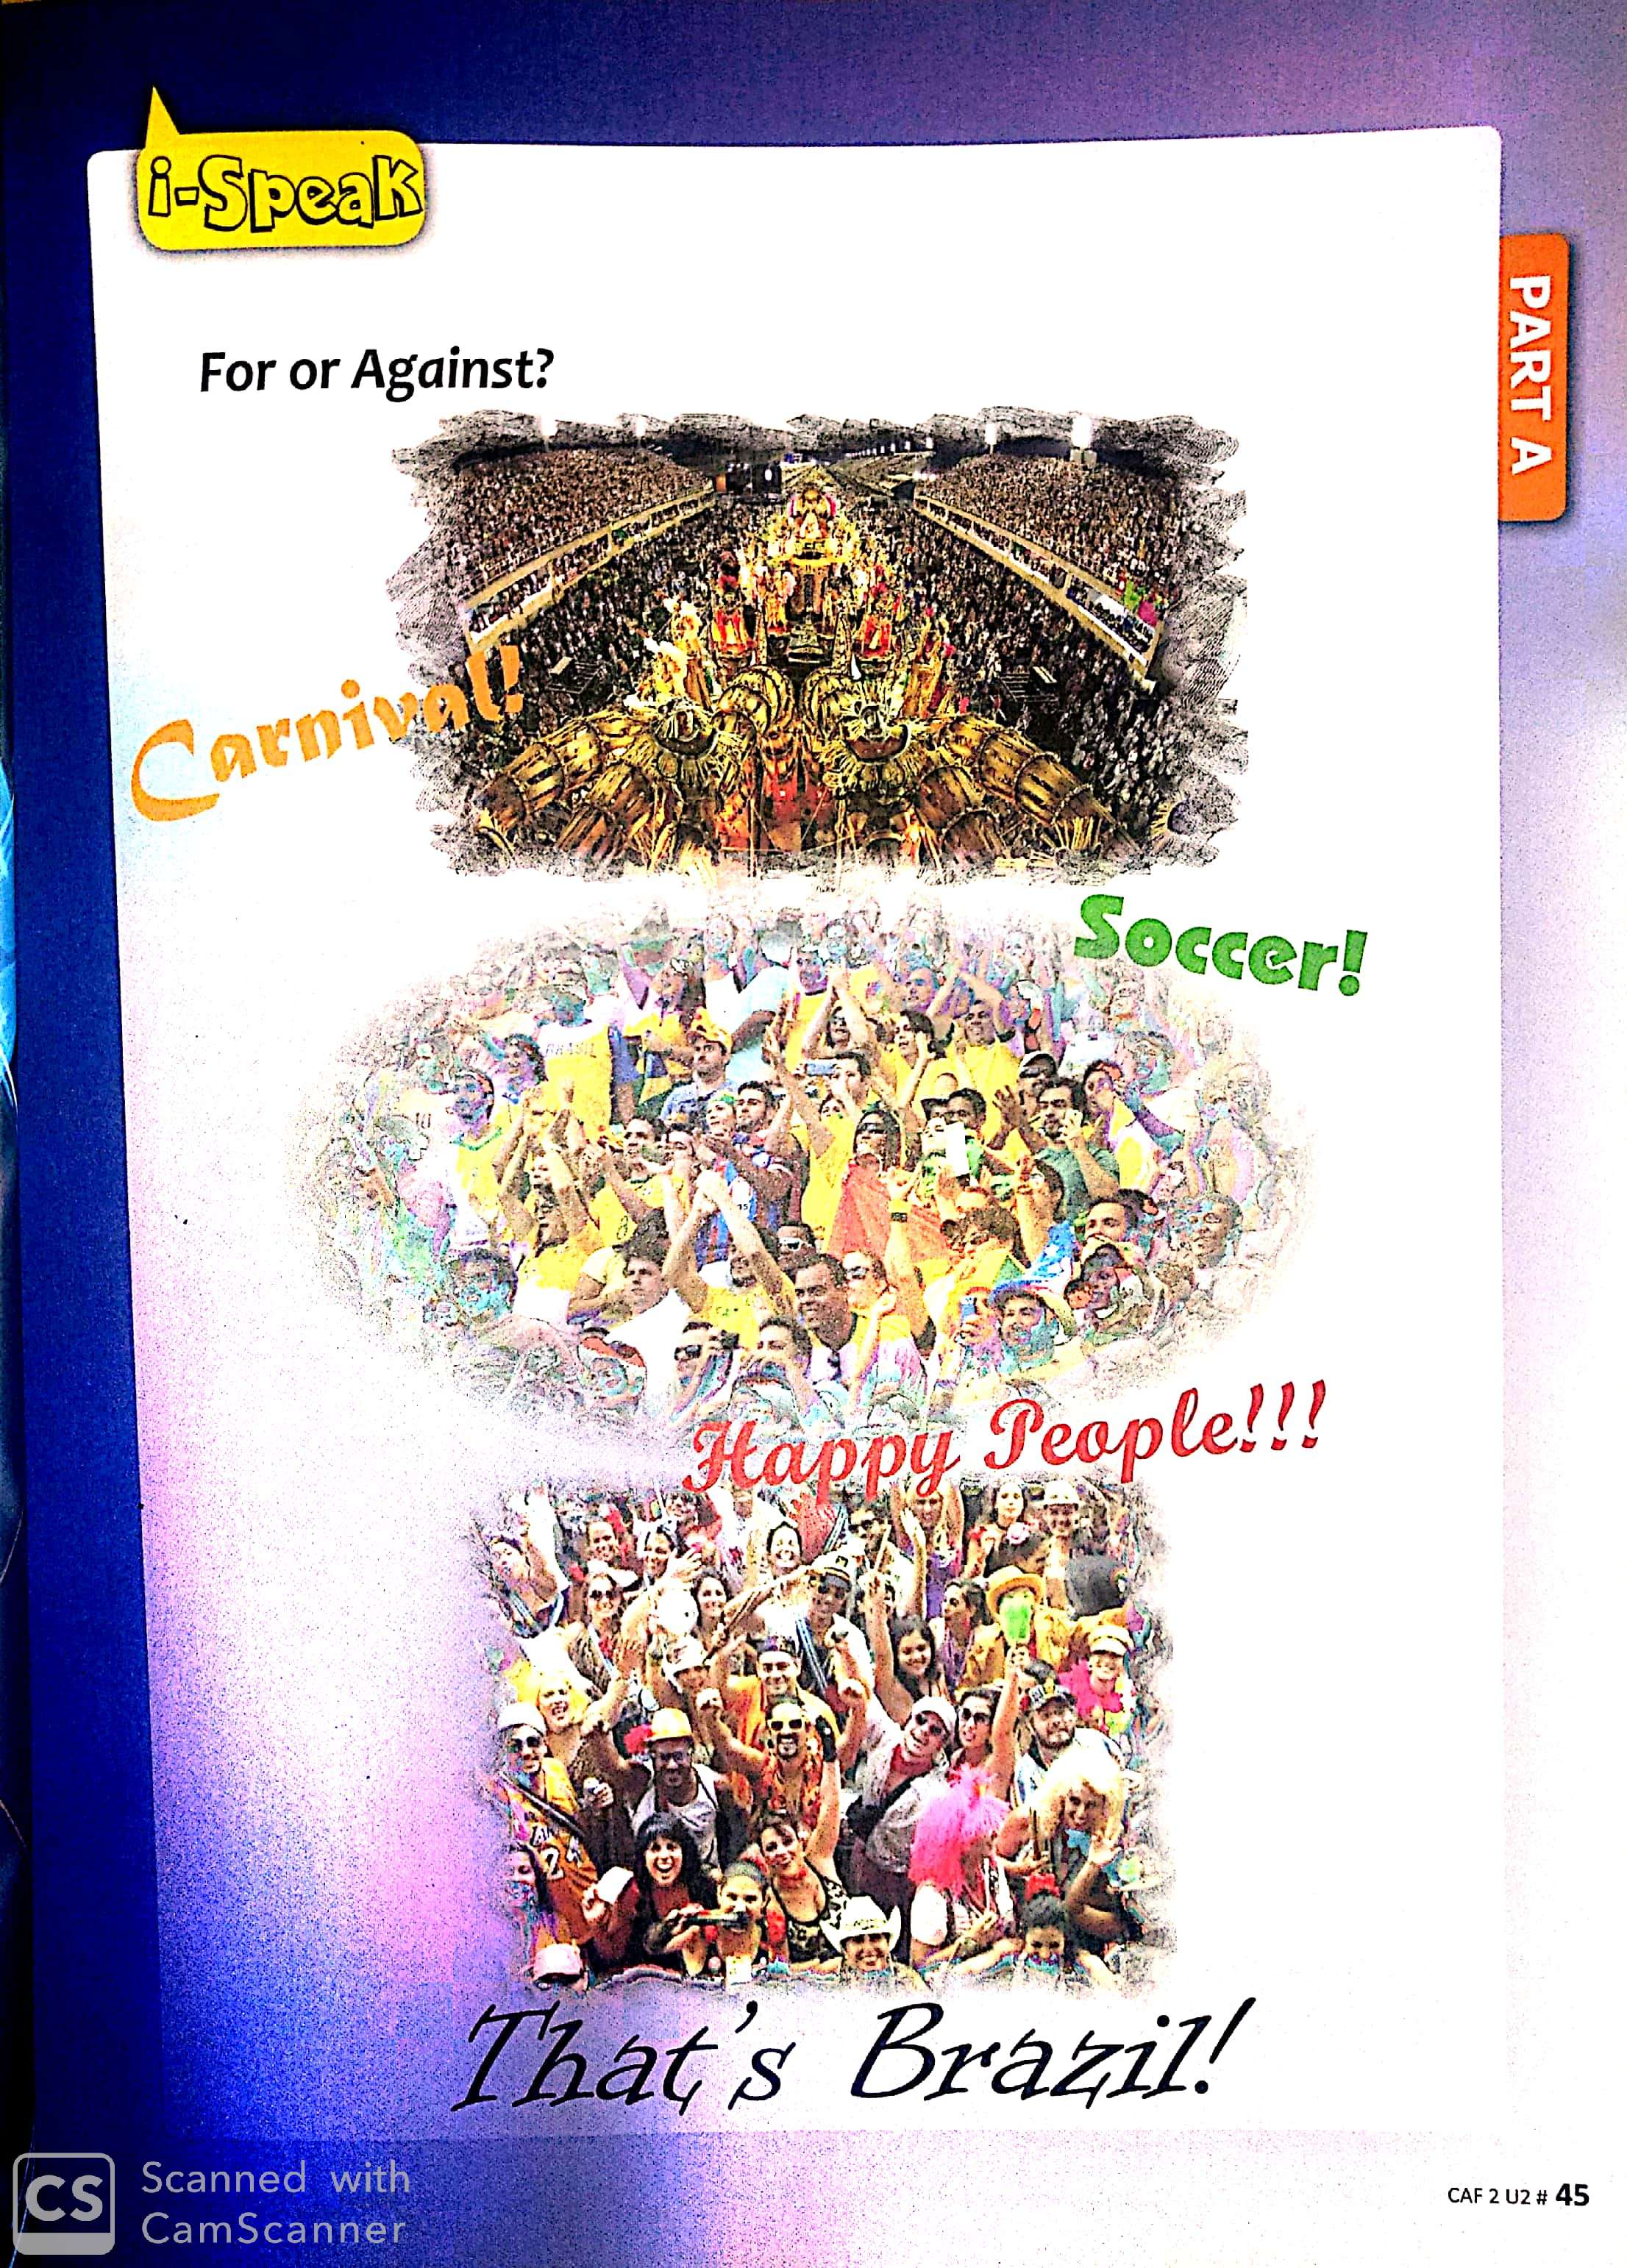 i-Speak
PART A
For or Against?
Carnival!
Soccer!
Happy People!!!
That's Brazil!
CAF 2 U2 # 45
CS
Scanned with
CamScanner